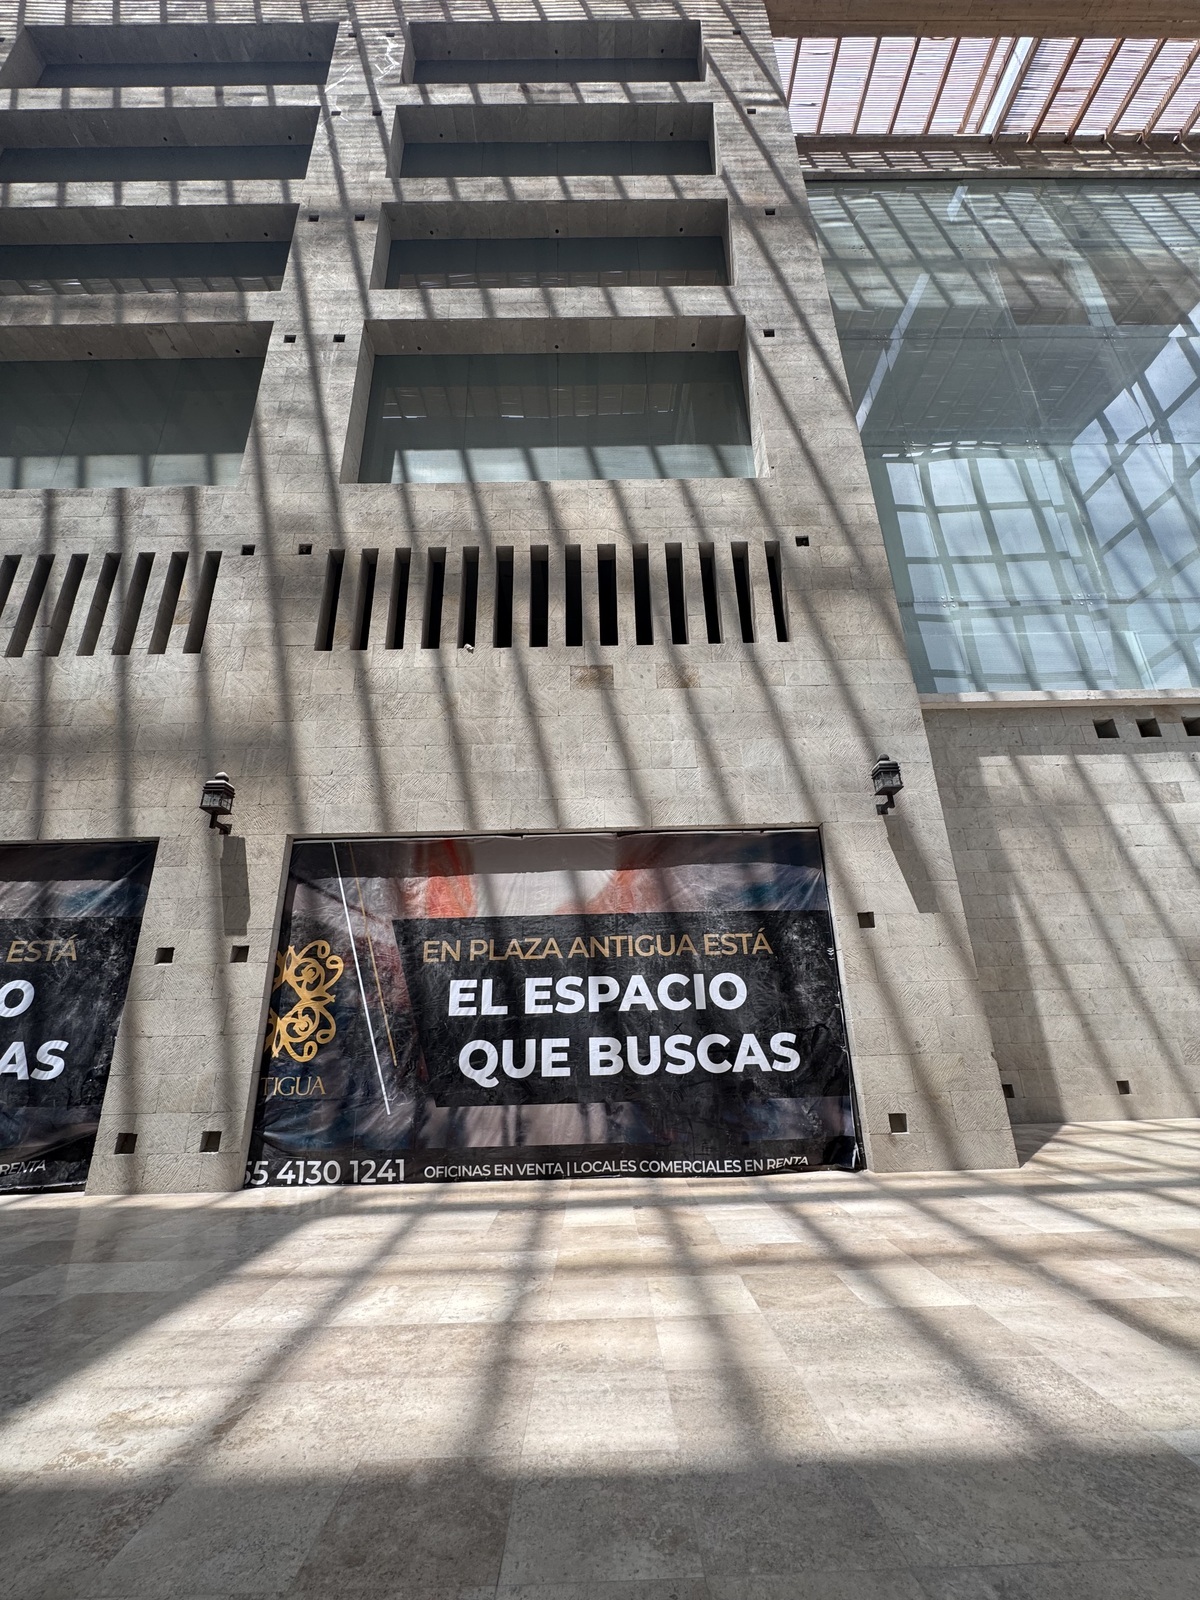 ESTÁ
O
AS
RENTA
TIGUA
EN PLAZA ANTIGUA ESTÁ
EL ESPACIO
QUE BUSCAS
55 4130 1241
OFICINAS EN VENTA | LOCALES COMERCIALES EN RENTA